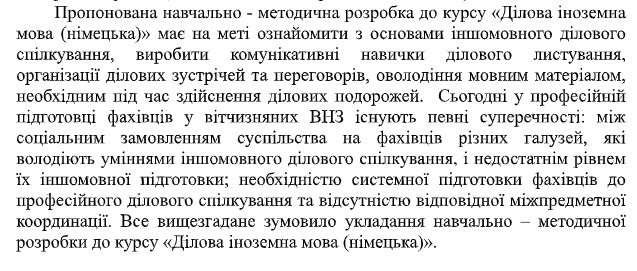 Пропонована навчально - методична розробка до курсу «Ділова іноземна
мова (німецька)» має на меті ознайомити з основами іншомовного ділового
спілкування, виробити комунікативні навички ділового листування,
організації ділових зустрічей та переговорів, оволодіння мовним матеріалом,
необхідним під час здійснення ділових подорожей. Сьогодні у професійній
підготовці фахівців у вітчизняних ВНЗ існують певні суперечності: між
соціальним замовленням суспільства на фахівців різних галузей, які
володіють уміннями іншомовного ділового спілкування, і недостатнім рівнем
їх іншомовної підготовки; необхідністю системної підготовки фахівців до
професійного ділового спілкування та відсутністю відповідної міжпредметної
координації. Все вищезгадане зумовило укладання навчально – методичної
розробки до курсу «Ділова іноземна мова (німецька)».